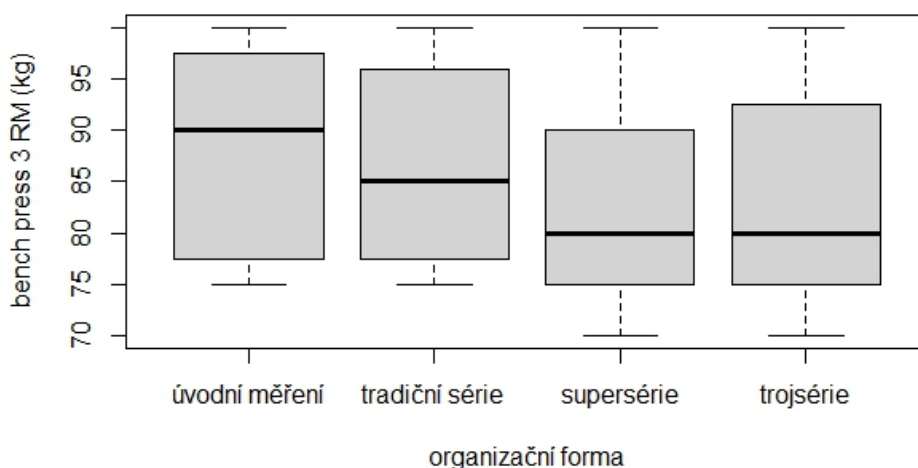 bench press 3 RM (kg)
95
90
85
80
75
70
úvodní měření
tradiční série
supersérie
trojsérie
organizační forma